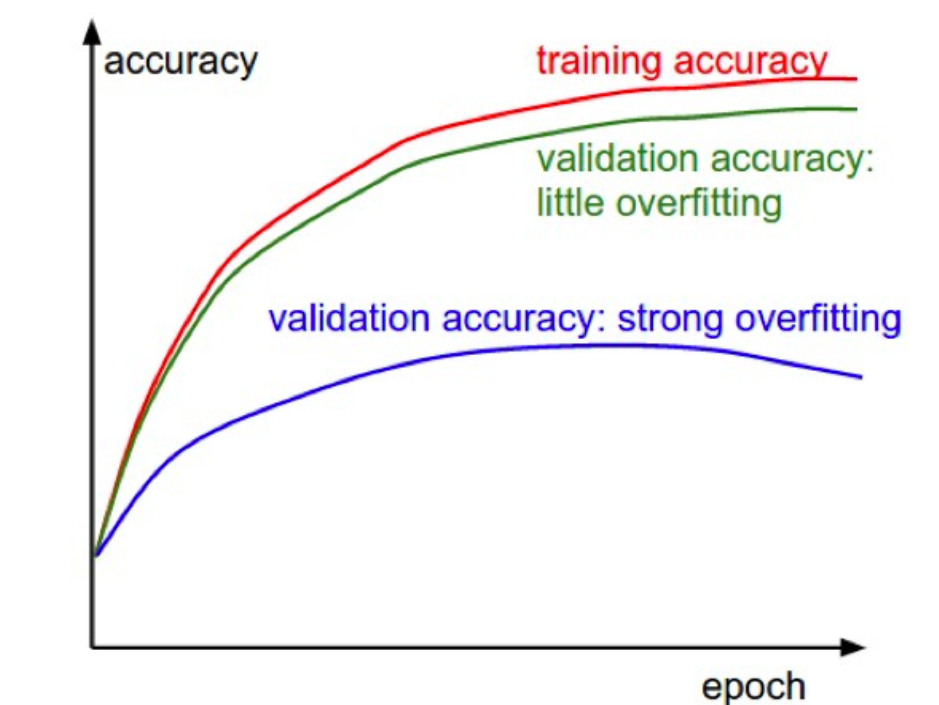 accuracy
training accuracy
validation accuracy:
little overfitting
validation accuracy: strong overfitting
epoch